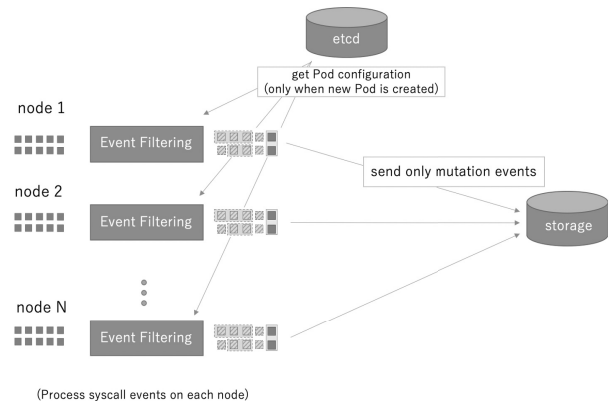 etcd
get Pod configuration
(only when new Pod is created)
node 1
Event Filtering
send only mutation events
node 2
Event Filtering
storage
node N
Event Filtering
(Process syscall events on each node)